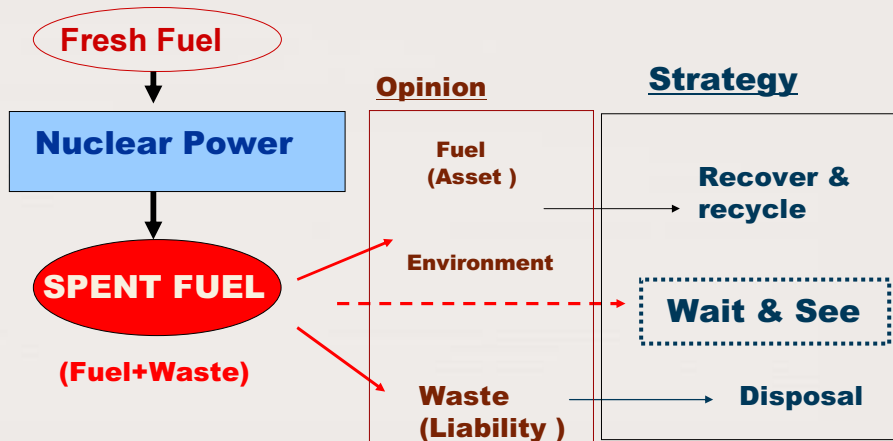 Fresh Fuel
Nuclear Power
SPENT FUEL
(Fuel+Waste)
Opinion
Fuel
(Asset )
Environment
Waste
(Liability )
Strategy
Recover &
recycle
Wait & See
Disposal